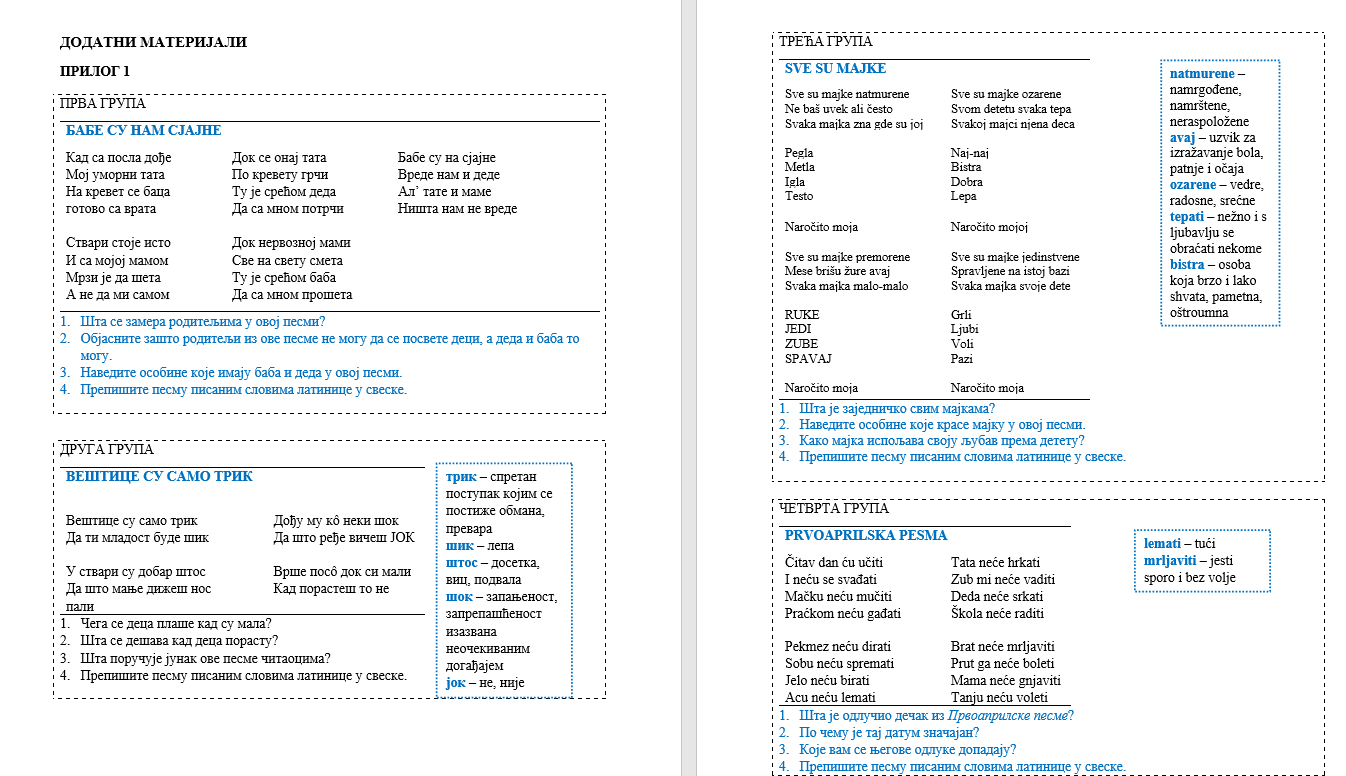 ДОДАТНИ МАТЕРИЈАЛИ
ПРИЛОГ 1
ПРВА ГРУПА
БАБЕ СУ НАМ СЈАЈНЕ
Кад са посла дође
Мој уморни тата
На кревет се баца
готово са врата
Ствари стоје исто
И са мојој мамом
Мрзи је да шета
А не да ми самом
Док се онај тата
По кревету грчи
Ту је срећом деда
Да са мном потрчи
Док нервозној мами
Све на свету смета
Ту је срећом баба
Да са мном прошета
Бабе су на сјајне
Вреде нам и деде
Ал’ тате и маме
Ништа нам не вреде
1. Шта се замера родитељима у овој песми?
2. Објасните зашто родитељи из ове песме не могу да се посвете деци, а деда и баба то
могу.
3. Наведите особине које имају баба и деда у овој песми.
4. Препишите песму писаним словима латинице у свеске.
ДРУГА ГРУПА
ВЕШТИЦЕ СУ САМО ТРИК
Вештице су само трик
Да ти младост буде шик
У ствари су добар штос
Да што мање дижеш нос
Дођу му кô неки шок
Да што ређе вичеш ЈОК
Врше посô док си мали
Кад порастеш то не
пали
трик – спретан
поступак којим се
постиже обмана,
превара
шик – лепа
штос – досетка,
виц, подвала
шок – запањеност,
запрепашћеност
изазвана
неочекиваним
догађајем
јок – не, није
1. Чега се деца плаше кад су мала?
2. Шта се дешава кад деца порасту?
3. Шта поручује јунак ове песме читаоцима?
4. Препишите песму писаним словима латинице у свеске.
ТРЕЋА ГРУПА
SVE SU MAJKE
Sve su majke natmurene
Ne baš uvek ali često
Svaka majka zna gde su joj
Pegla
Metla
Igla
Testo
Naročito moja
Sve su majke premorene
Mese brišu žure avaj
Svaka majka malo-malo
RUKE
JEDI
ZUBE
SPAVAJ
Naročito moja
Sve su majke ozarene
Svom detetu svaka tepa
Svakoj majci njena deca
Naj-naj
Bistra
Dobra
Lepa
Naročito mojoj
Sve su majke jedinstvene
Spravljene na istoj bazi
Svaka majka svoje dete
Grli
Ljubi
Voli
Pazi
Naročito moja
natmurene –
namrgođene,
namrštene,
neraspoložene
avaj – uzvik za
izražavanje bola,
patnje i očaja
ozarene – vedre,
radosne, srećne
tepati – nežno i s
ljubavlju se
obraćati nekome
bistra – osoba
koja brzo i lako
shvata, pametna,
oštroumna
1. Шта је заједничко свим мајкама?
2. Наведите особине које красе мајку у овој песми.
3. Како мајка испољава своју љубав према детету?
4. Препишите песму писаним словима латинице у свеске.
ЧЕТВРТА ГРУПА
PRVOAPRILSKA PESMA
Čitav dan ću učiti
I neću se svađati
Mačku neću mučiti
Praćkom neću gađati
Pekmez neću dirati
Sobu neću spremati
Jelo neću birati
Acu neću lemati
Tata neće hrkati
Zub mi neće vaditi
Deda neće srkati
Škola neće raditi
Brat neće mrljaviti
Prut ga neće boleti
Mama neće gnjaviti
Tanju neću voleti
lemati – tući
mrljaviti – jesti
sporo i bez volje
1. Шта је одлучио дечак из Првоаприлске песме?
2. По чему је тај датум значајан?
3. Које вам се његове одлуке допадају?
4. Препишите песму писаним словима латинице у свеске.